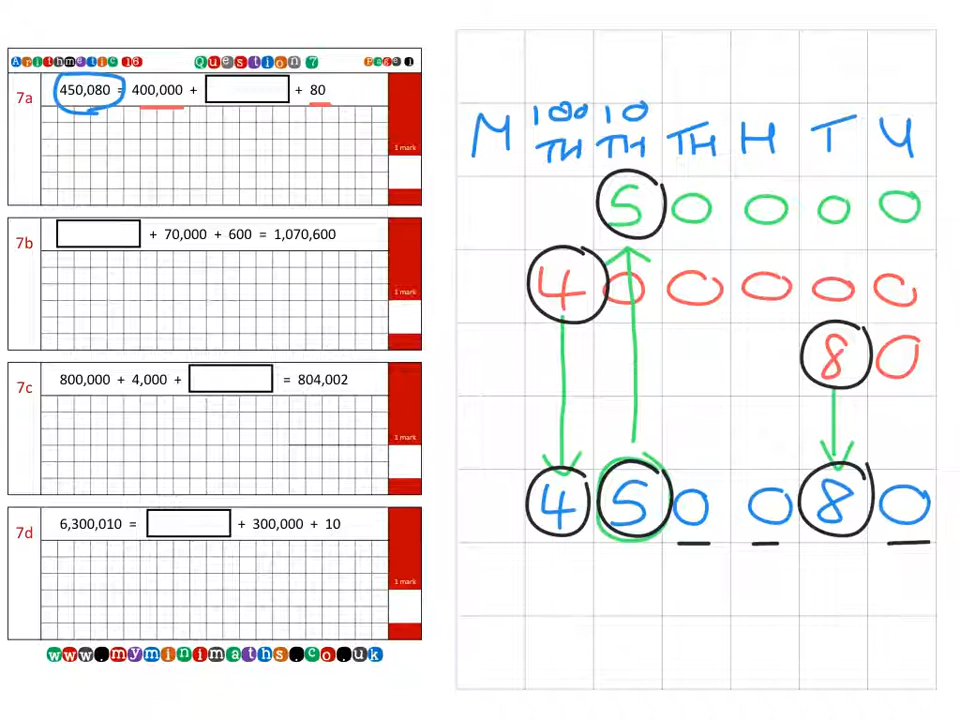 Arithmetic 16 Question 7 Page 1
7a 450,080 = 400,000 + + 80
1 mark
7b + 70,000 + 600 = 1,070,600
1 mark
7c 800,000 + 4,000 + = 804,002
1 mark
7d 6,300,010 = + 300,000 + 10
1 mark
www.myminimaths.co.uk
100 10
M TH TH TH H T U
5 0 0 0 0
4 0 0 0 0 0
8 0
4 5 0 0 8 0